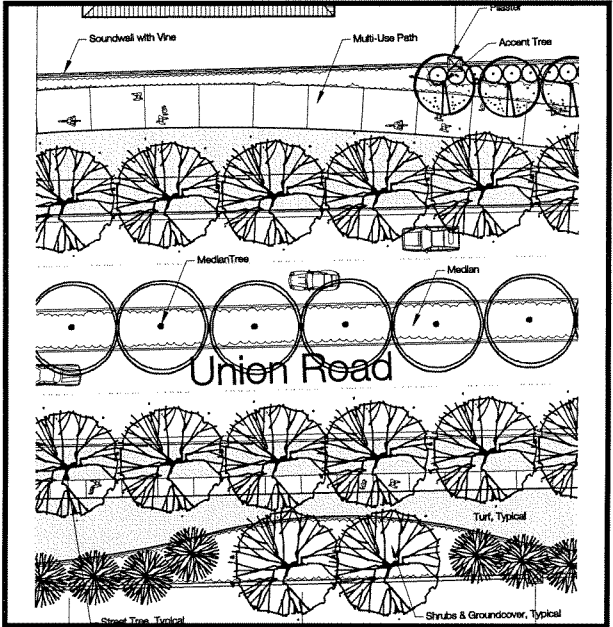 Pilaster
Soundwall with Vine
Multi-Use Path
Accent Tree
MedianTree
Median
Union Road
Turf, Typical
Street Tree, Typical
Shrubs & Groundcover, Typical